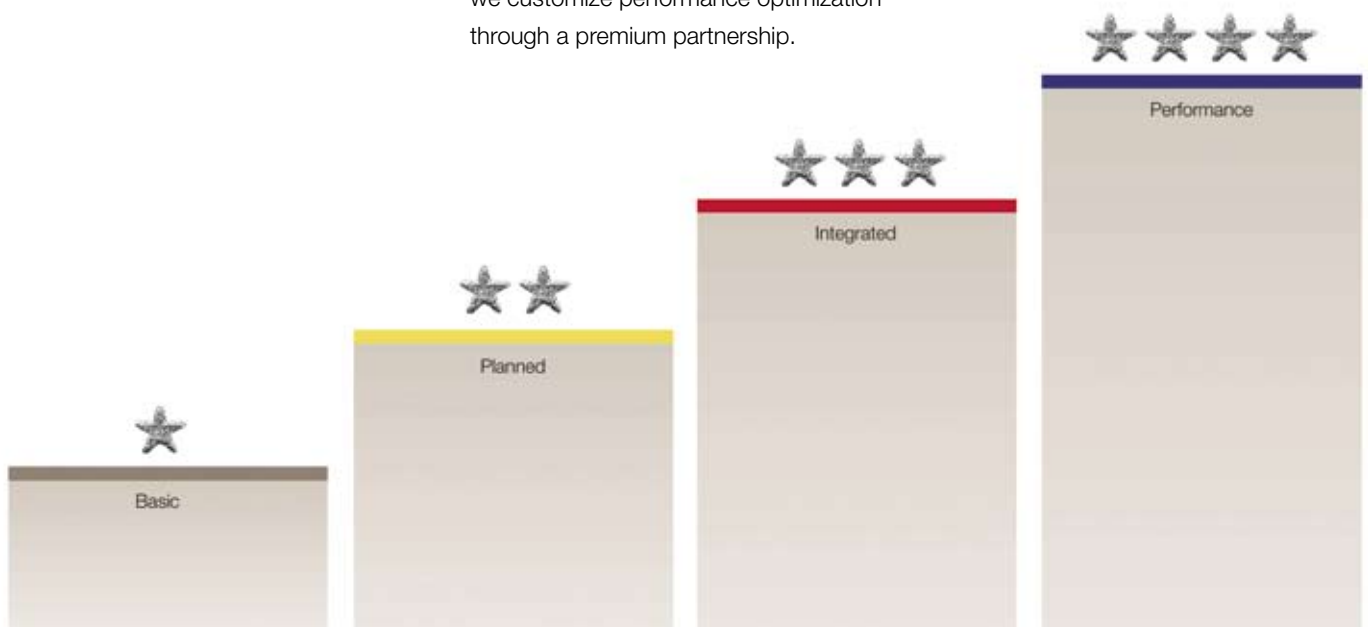 we customize performance optimization
through a premium partnership.
Performance
Integrated
Planned
Basic